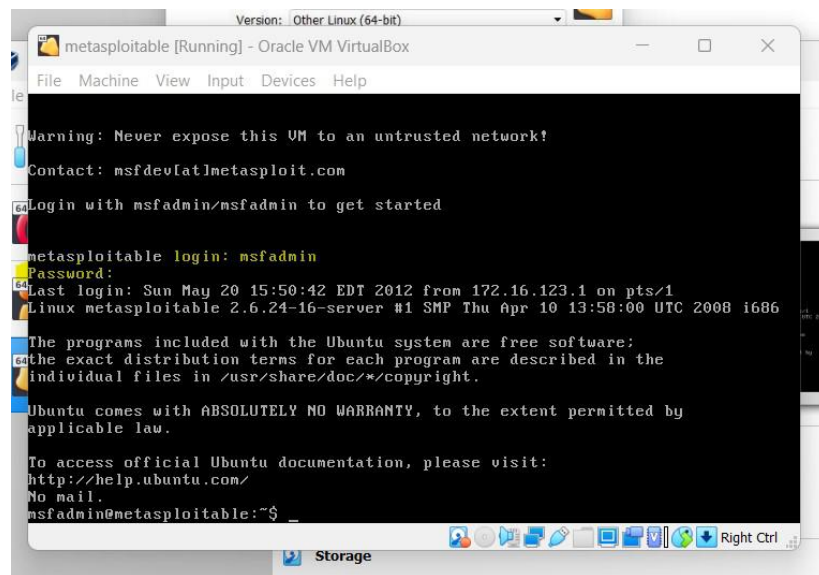 Version: Other Linux (64-bit)
metasploitable [Running] - Oracle VM VirtualBox
File Machine View Input Devices Help
Warning: Never expose this VM to an untrusted network!
Contact: msfdev[at]metasploit.com
Login with msfadmin/msfadmin to get started
metasploitable login: msfadmin
Password:
Last login: Sun May 20 15:50:42 EDT 2012 from 172.16.123.1 on pts/1
Linux metasploitable 2.6.24-16-server #1 SMP Thu Apr 10 13:58:00 UTC 2008 i686
The programs included with the Ubuntu system are free software;
the exact distribution terms for each program are described in the
individual files in /usr/share/doc/*/copyright.
Ubuntu comes with ABSOLUTELY NO WARRANTY, to the extent permitted by
applicable law.
To access official Ubuntu documentation, please visit:
http://help.ubuntu.com/
No mail.
msfadmin@metasploitable:~$ _
Right Ctrl
Storage